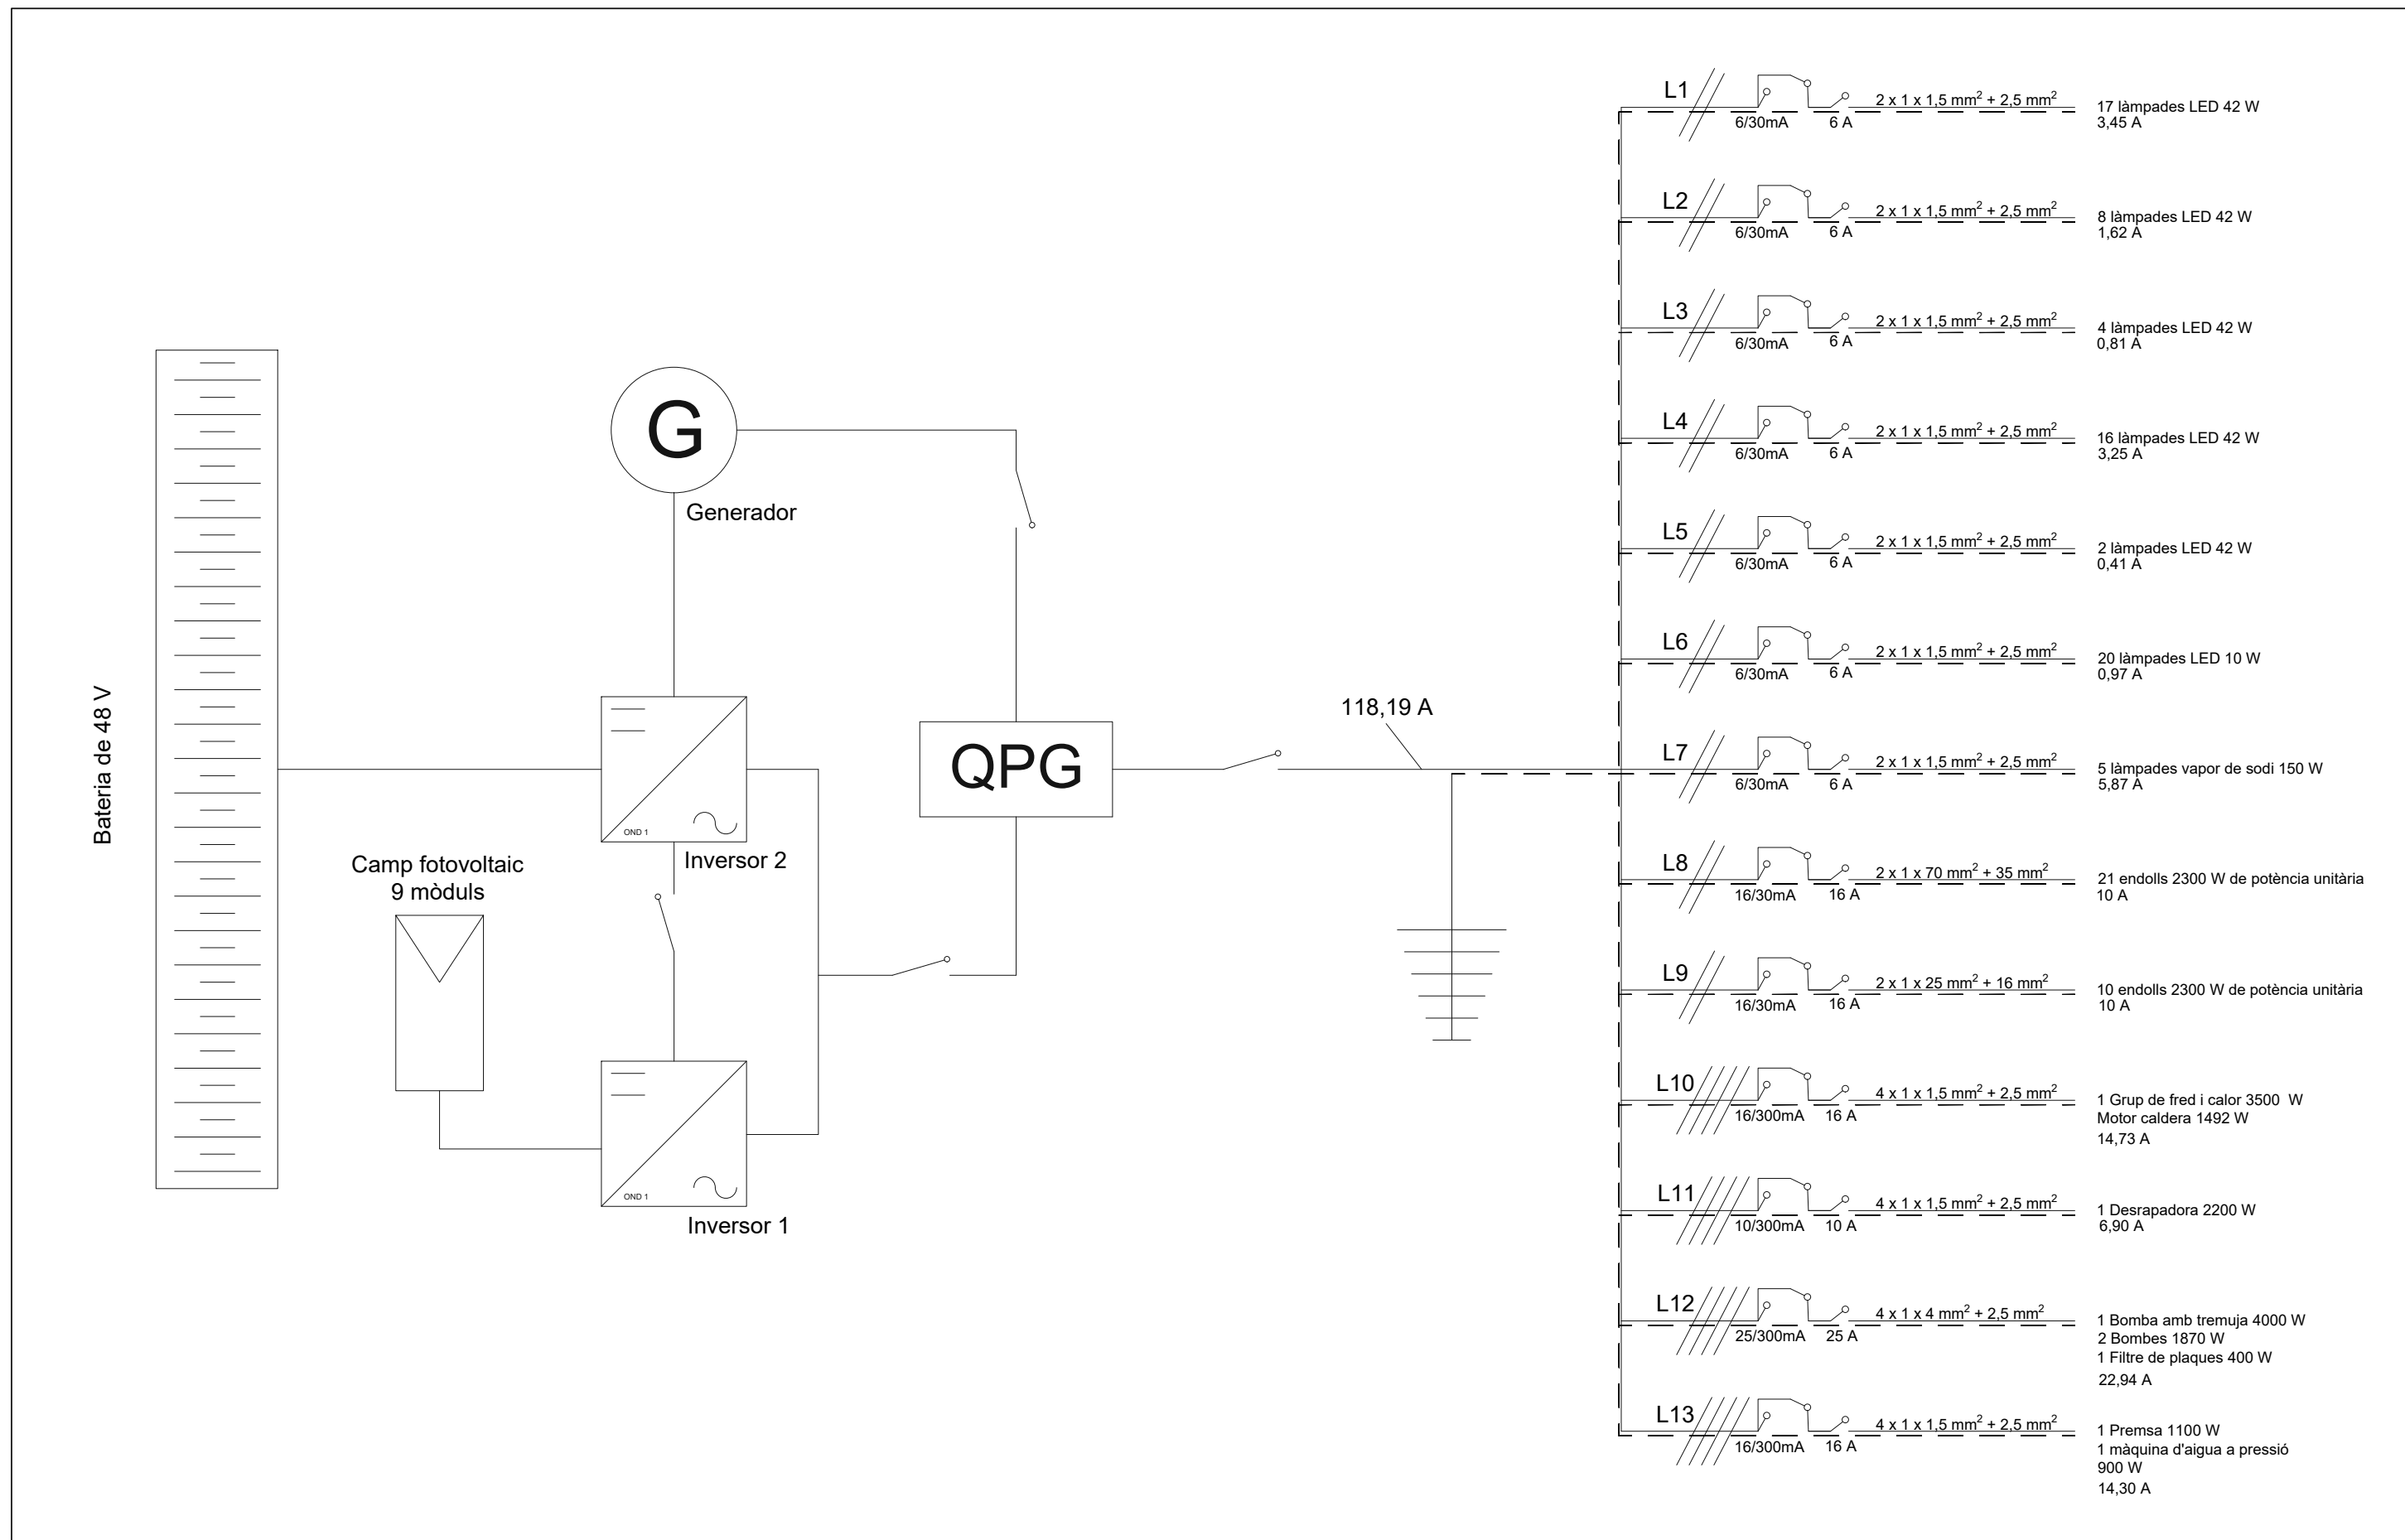 Bateria de 48 V
G
Generador
OND 1
Inversor 2
Camp fotovoltaic
9 mòduls
OND 1
Inversor 1
QPG
118,19 A
L1
6/30mA
6 A
2 x 1 x 1,5 mm² + 2,5 mm²
17 làmpades LED 42 W
3,45 A
L2
6/30mA
6 A
2 x 1 x 1,5 mm² + 2,5 mm²
8 làmpades LED 42 W
1,62 A
L3
6/30mA
6 A
2 x 1 x 1,5 mm² + 2,5 mm²
4 làmpades LED 42 W
0,81 A
L4
6/30mA
6 A
2 x 1 x 1,5 mm² + 2,5 mm²
16 làmpades LED 42 W
3,25 A
L5
6/30mA
6 A
2 x 1 x 1,5 mm² + 2,5 mm²
2 làmpades LED 42 W
0,41 A
L6
6/30mA
6 A
2 x 1 x 1,5 mm² + 2,5 mm²
20 làmpades LED 10 W
0,97 A
L7
6/30mA
6 A
2 x 1 x 1,5 mm² + 2,5 mm²
5 làmpades vapor de sodi 150 W
5,87 A
L8
16/30mA
16 A
2 x 1 x 70 mm² + 35 mm²
21 endolls 2300 W de potència unitària
10 A
L9
16/30mA
16 A
2 x 1 x 25 mm² + 16 mm²
10 endolls 2300 W de potència unitària
10 A
L10
16/300mA
16 A
4 x 1 x 1,5 mm² + 2,5 mm²
1 Grup de fred i calor 3500 W
Motor caldera 1492 W
14,73 A
L11
10/300mA
10 A
4 x 1 x 1,5 mm² + 2,5 mm²
1 Desrapadora 2200 W
6,90 A
L12
25/300mA
25 A
4 x 1 x 4 mm² + 2,5 mm²
1 Bomba amb tremuja 4000 W
2 Bombes 1870 W
1 Filtre de plaques 400 W
22,94 A
L13
16/300mA
16 A
4 x 1 x 1,5 mm² + 2,5 mm²
1 Premsa 1100 W
1 màquina d'aigua a pressió
900 W
14,30 A